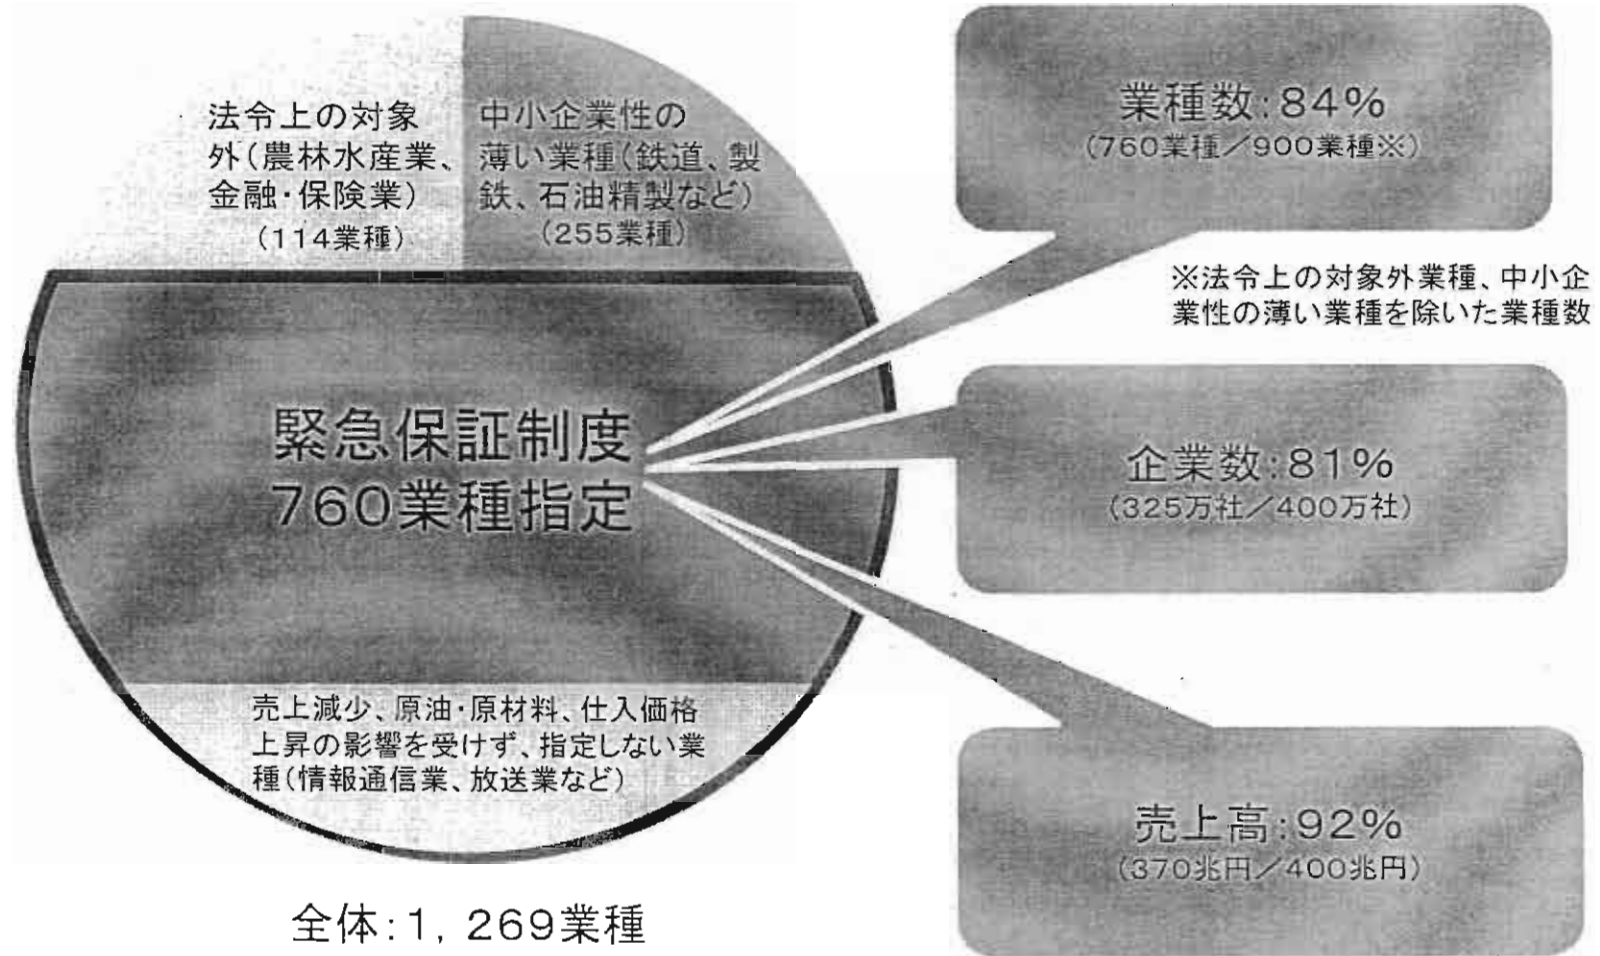 法令上の対象
外(農林水産業、
金融・保険業)
(114業種)
中小企業性の
薄い業種(鉄道、製
鉄、石油精製など)
(255業種)
緊急保証制度
760業種指定
売上減少、原油・原材料、仕入価格
上昇の影響を受けず、指定しない業
種(情報通信業、放送業など)
全体:1,269業種
業種数:84%
(760業種/900業種※)
※法令上の対象外業種、中小企
業性の薄い業種を除いた業種数
企業数:81%
(325万社/400万社)
売上高:92%
(370兆円/400兆円)